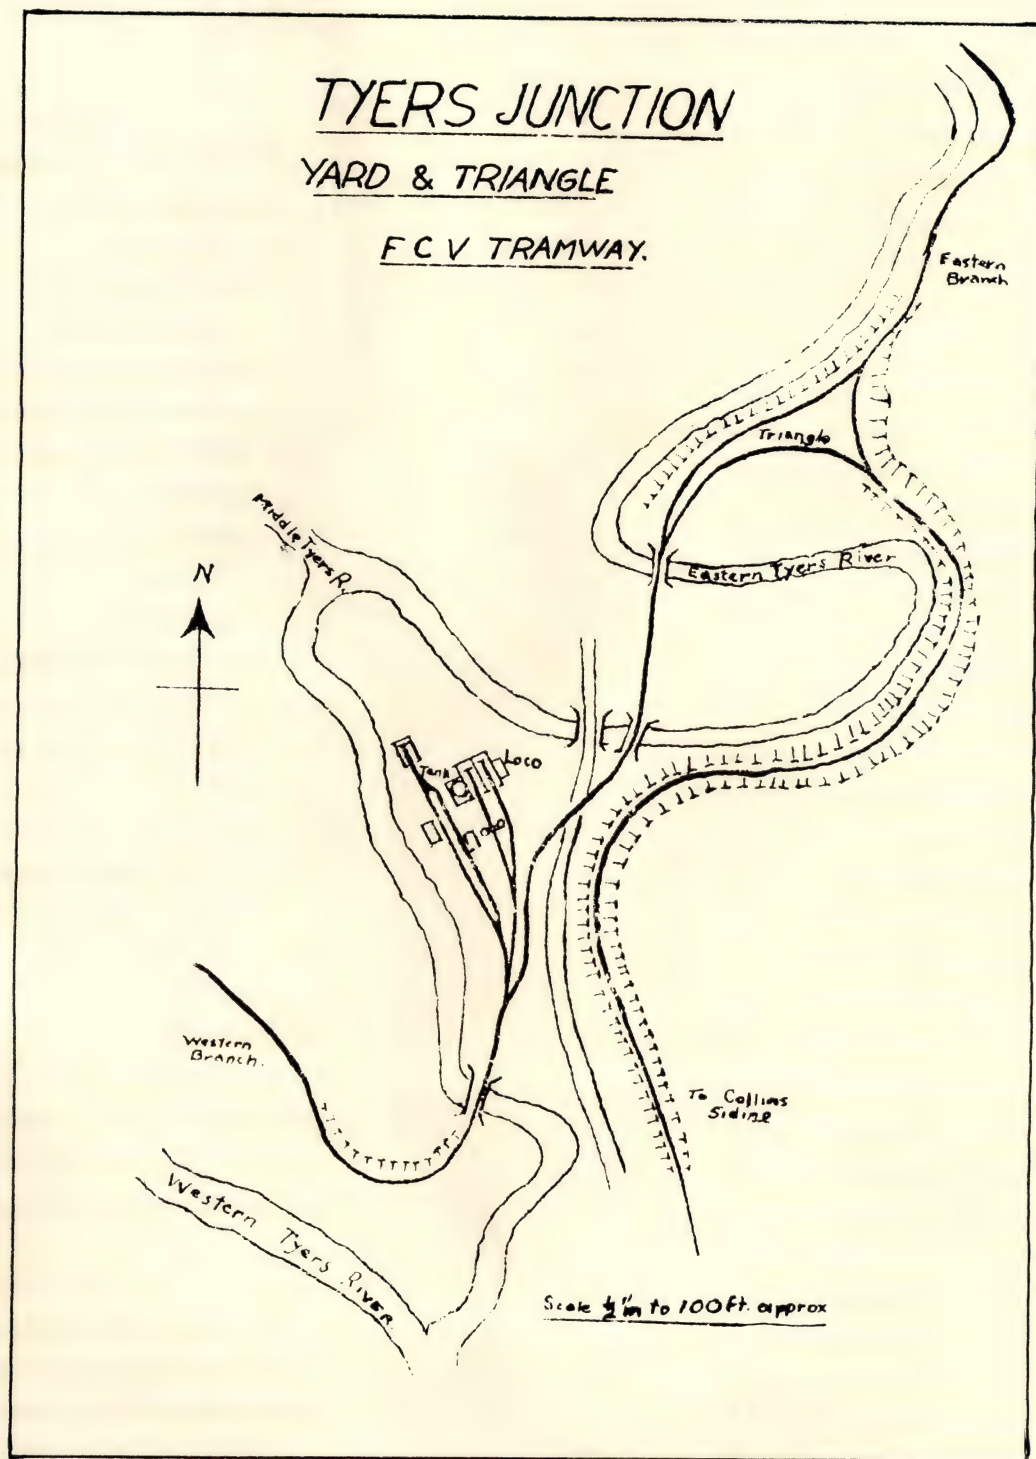 TYERS JUNCTION
YARD & TRIANGLE
F C V TRAMWAY.
Eastern
Branch
Triangle
Middle Tyers R.
Eastern Tyers River
N
Tank
Loco
Western
Branch.
To Collins
Siding
Western Tyers River
Scale ½" to 100 ft. approx